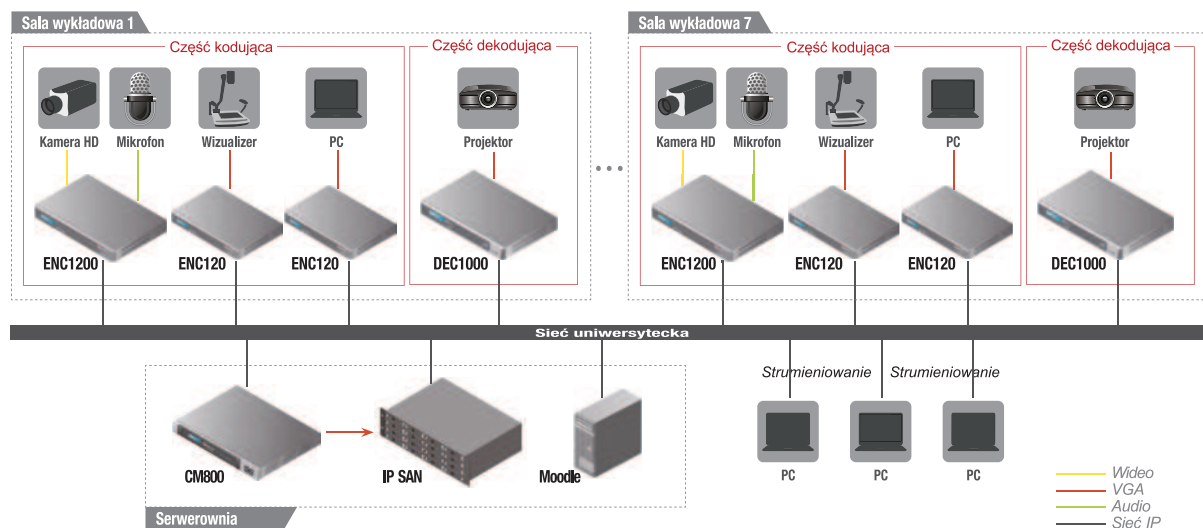 Sala wykładowa 1
Sala wykładowa 7
Część kodująca
Część dekodująca
Część kodująca
Część dekodująca
Kamera HD
Mikrofon
Wizualizer
PC
Projektor
Kamera HD
Mikrofon
Wizualizer
PC
Projektor
...
ENC1200
ENC120
ENC120
DEC1000
ENC1200
ENC120
ENC120
DEC1000
Sieć uniwersytecka
Strumieniowanie
Strumieniowanie
CM800
IP SAN
Moodle
PC
PC
PC
Serwerownia
Wideo
VGA
Audio
Sieć IP